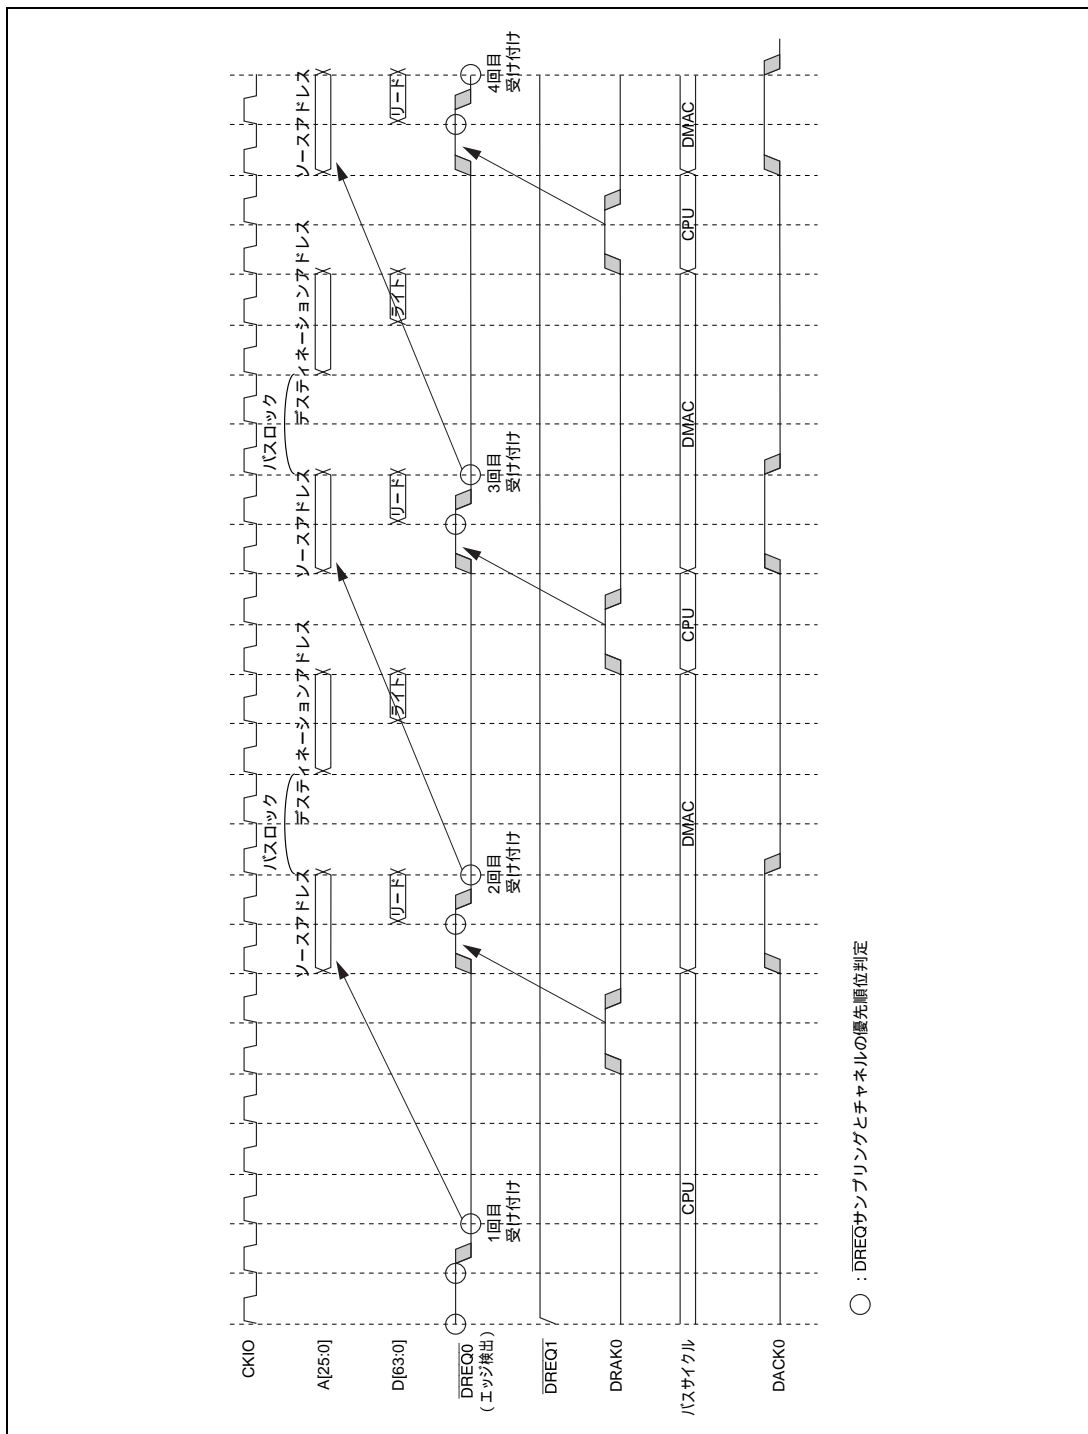 CKIO
A[25:0]
D[63:0]
DREQ0
(エッジ検出)
DREQ1
DRAK0
バスサイクル
DACK0
ソースアドレス
バスロック
デスティネーションアドレス
ソースアドレス
バスロック
デスティネーションアドレス
ソースアドレス
リード
ライト
リード
ライト
リード
1回目
受け付け
2回目
受け付け
3回目
受け付け
4回目
受け付け
CPU
DMAC
CPU
DMAC
CPU
DMAC
○ : DREQサンプリングとチャネルの優先順位判定